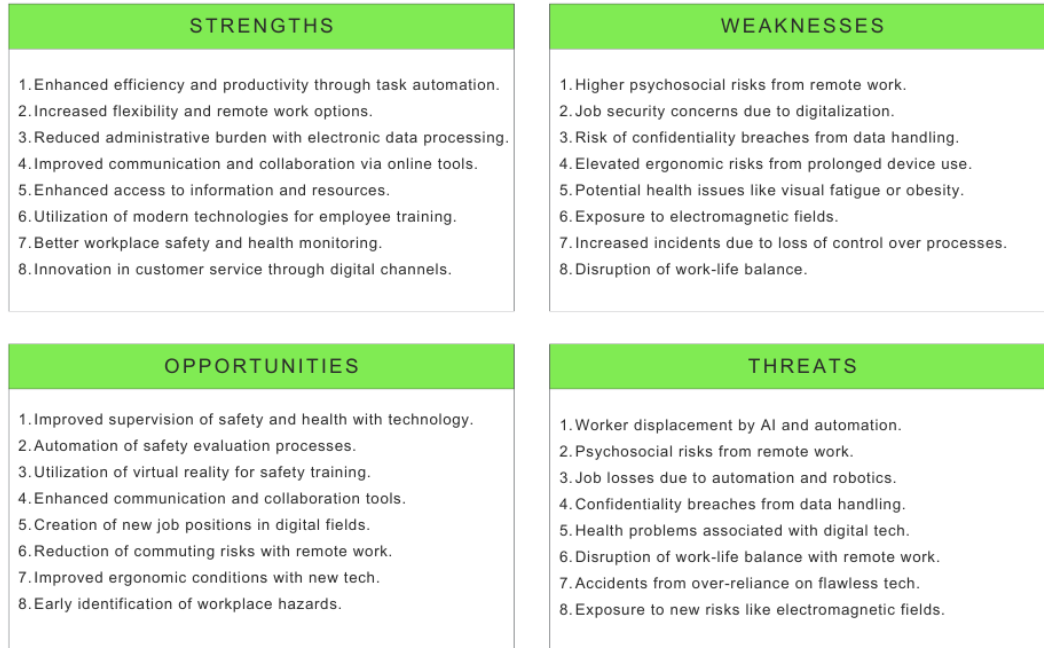 STRENGTHS
1. Enhanced efficiency and productivity through task automation.
2. Increased flexibility and remote work options.
3. Reduced administrative burden with electronic data processing.
4. Improved communication and collaboration via online tools.
5. Enhanced access to information and resources.
6. Utilization of modern technologies for employee training.
7. Better workplace safety and health monitoring.
8. Innovation in customer service through digital channels.
WEAKNESSES
1. Higher psychosocial risks from remote work.
2. Job security concerns due to digitalization.
3. Risk of confidentiality breaches from data handling.
4. Elevated ergonomic risks from prolonged device use.
5. Potential health issues like visual fatigue or obesity.
6. Exposure to electromagnetic fields.
7. Increased incidents due to loss of control over processes.
8. Disruption of work-life balance.
OPPORTUNITIES
1. Improved supervision of safety and health with technology.
2. Automation of safety evaluation processes.
3. Utilization of virtual reality for safety training.
4. Enhanced communication and collaboration tools.
5. Creation of new job positions in digital fields.
6. Reduction of commuting risks with remote work.
7. Improved ergonomic conditions with new tech.
8. Early identification of workplace hazards.
THREATS
1. Worker displacement by AI and automation.
2. Psychosocial risks from remote work.
3. Job losses due to automation and robotics.
4. Confidentiality breaches from data handling.
5. Health problems associated with digital tech.
6. Disruption of work-life balance with remote work.
7. Accidents from over-reliance on flawless tech.
8. Exposure to new risks like electromagnetic fields.